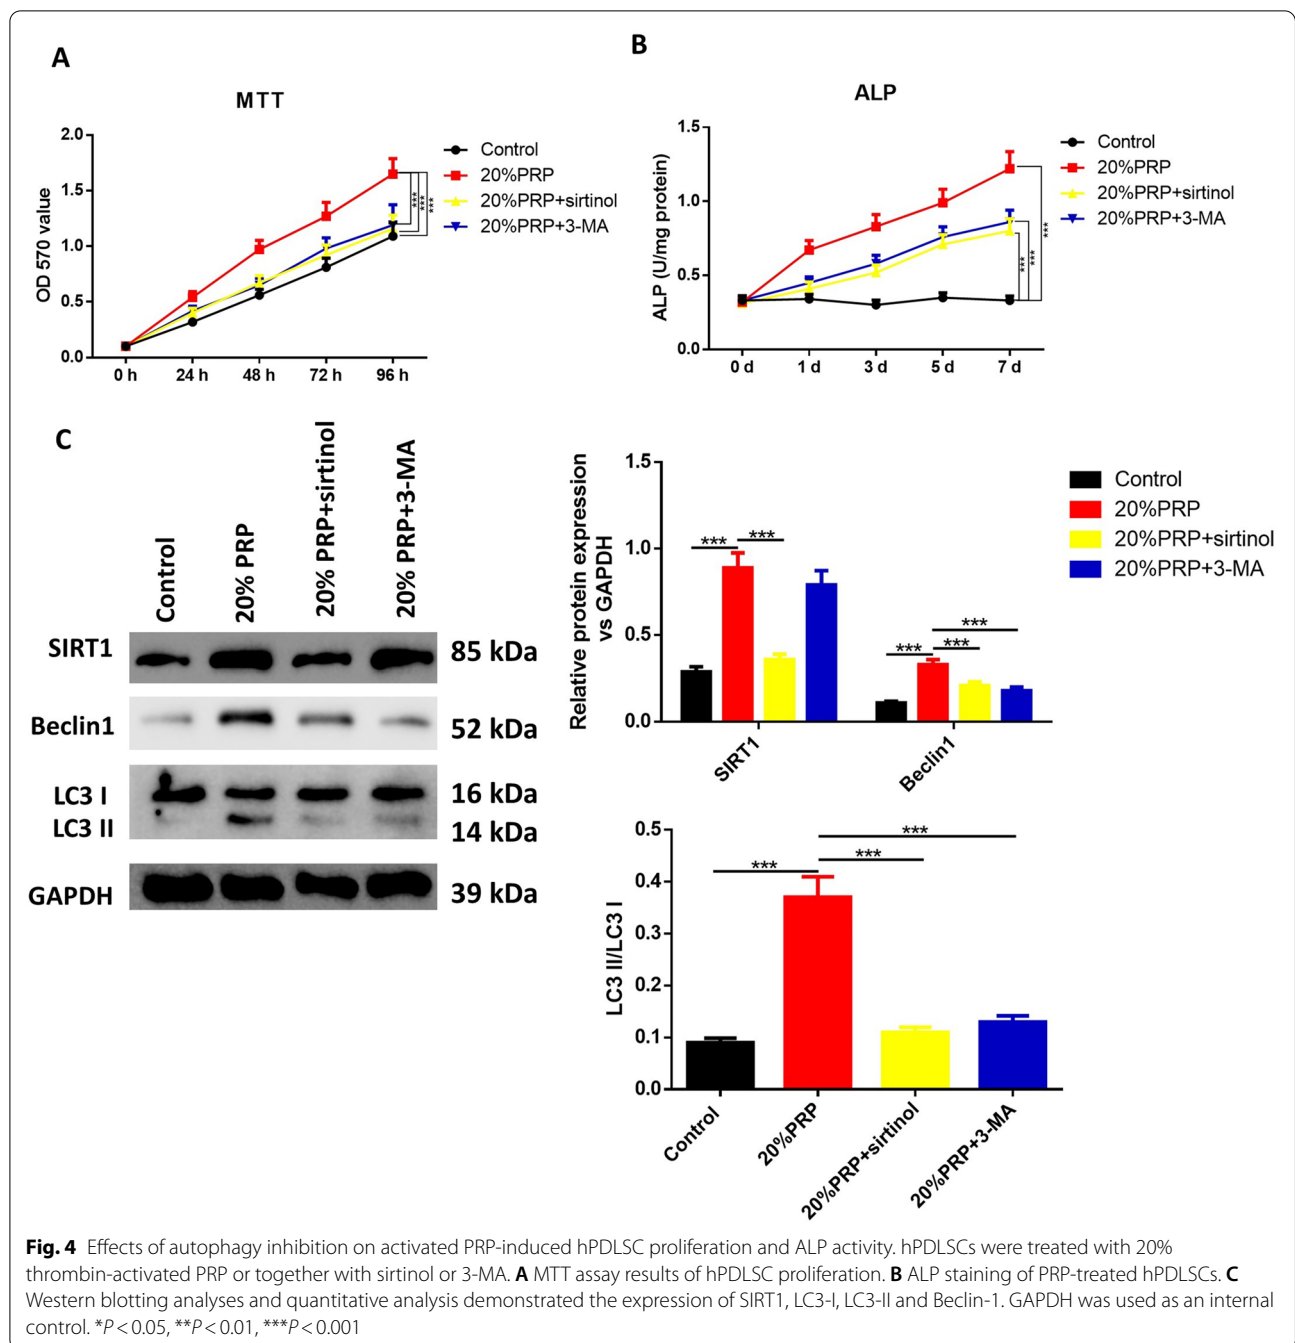 A
MTT
OD 570 value
2.0
1.5
1.0
0.5
0.0
0 h 24 h 48 h 72 h 96 h
***
***
***
Control
20%PRP
20%PRP+sirtinol
20%PRP+3-MA
B
ALP
ALP (U/mg protein)
1.5
1.0
0.5
0.0
0 d 1 d 3 d 5 d 7 d
***
***
***
Control
20%PRP
20%PRP+sirtinol
20%PRP+3-MA
C
Control
20% PRP
20% PRP+sirtinol
20% PRP+3-MA
SIRT1 85 kDa
Beclin1 52 kDa
LC3 I 16 kDa
LC3 II 14 kDa
GAPDH 39 kDa
Relative protein expression
vs GAPDH
1.5
1.0
0.5
0.0
*** ***
***
*** ***
SIRT1 Beclin1
Control
20%PRP
20%PRP+sirtinol
20%PRP+3-MA
LC3 II/LC3 I
0.5
0.4
0.3
0.2
0.1
0.0
***
*** ***
Control
20%PRP
20%PRP+sirtinol
20%PRP+3-MA
Fig. 4 Effects of autophagy inhibition on activated PRP-induced hPDLSC proliferation and ALP activity. hPDLSCs were treated with 20%
thrombin-activated PRP or together with sirtinol or 3-MA. A MTT assay results of hPDLSC proliferation. B ALP staining of PRP-treated hPDLSCs. C
Western blotting analyses and quantitative analysis demonstrated the expression of SIRT1, LC3-I, LC3-II and Beclin-1. GAPDH was used as an internal
control. *P < 0.05, **P < 0.01, ***P < 0.001